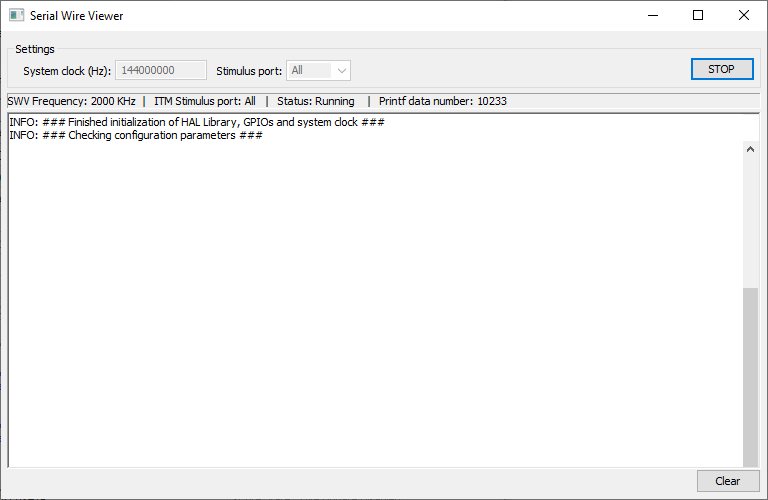 Serial Wire Viewer
Settings
System clock (Hz): 144000000 Stimulus port: All STOP
SWV Frequency: 2000 KHz | ITM Stimulus port: All | Status: Running | Printf data number: 10233
INFO: ### Finished initialization of HAL Library, GPIOs and system clock ###
INFO: ### Checking configuration parameters ###
Clear